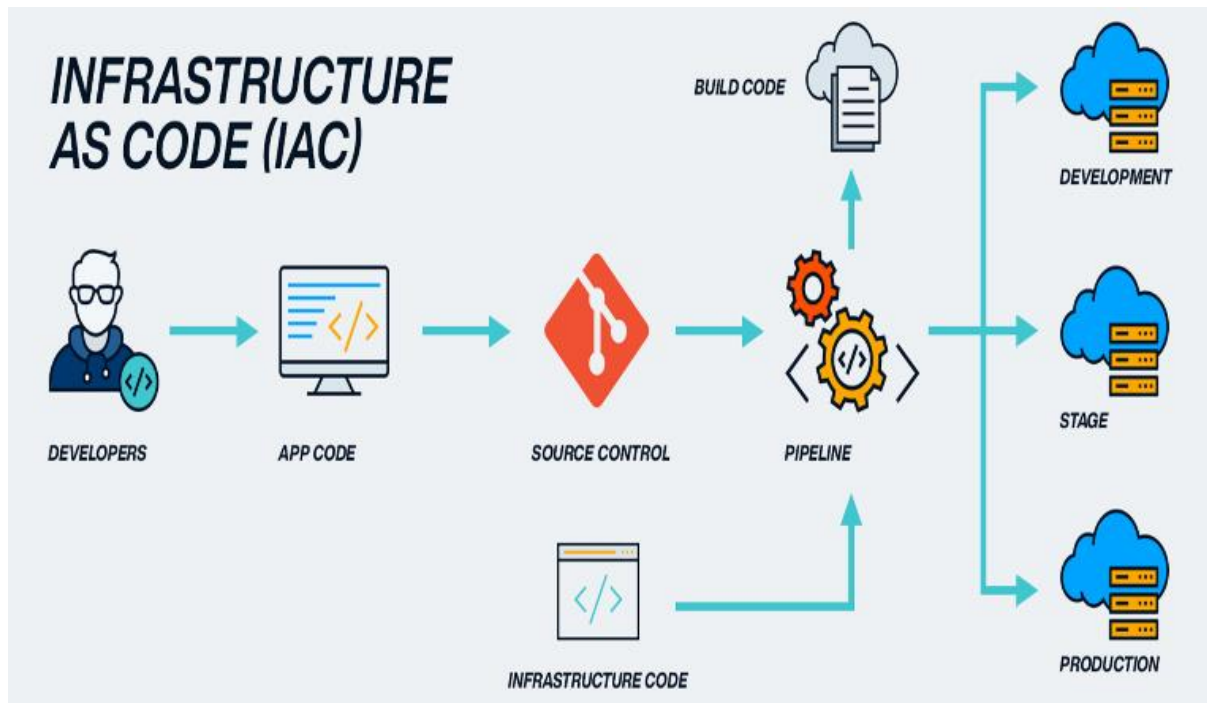 INFRASTRUCTURE
AS CODE (IAC)
BUILD CODE
DEVELOPMENT
DEVELOPERS
APP CODE
SOURCE CONTROL
PIPELINE
STAGE
INFRASTRUCTURE CODE
PRODUCTION